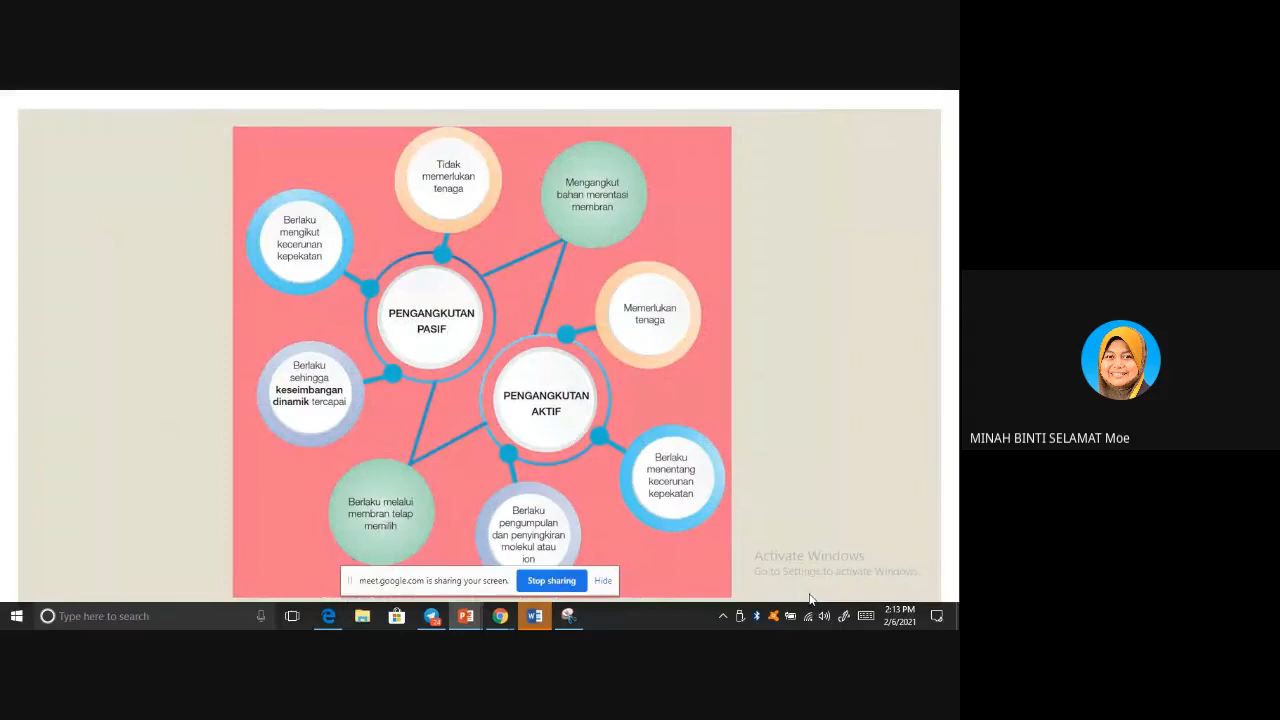 Tidak
memerlukan
tenaga
Mengangkut
bahan merentasi
membran
Berlaku
mengikut
kecerunan
kepekatan
PENGANGKUTAN
PASIF
Memerlukan
tenaga
Berlaku
sehingga
keseimbangan
dinamik tercapai
PENGANGKUTAN
AKTIF
Berlaku
menentang
kecerunan
kepekatan
Berlaku melalui
membran telap
memilih
Berlaku
pengumpulan
dan penyingkiran
molekul atau
ion
MINAH BINTI SELAMAT Moe
Activate Windows
Go to Settings to activate Windows.
meet.google.com is sharing your screen.
Stop sharing
Hide
Type here to search
2:13 PM
2/6/2021